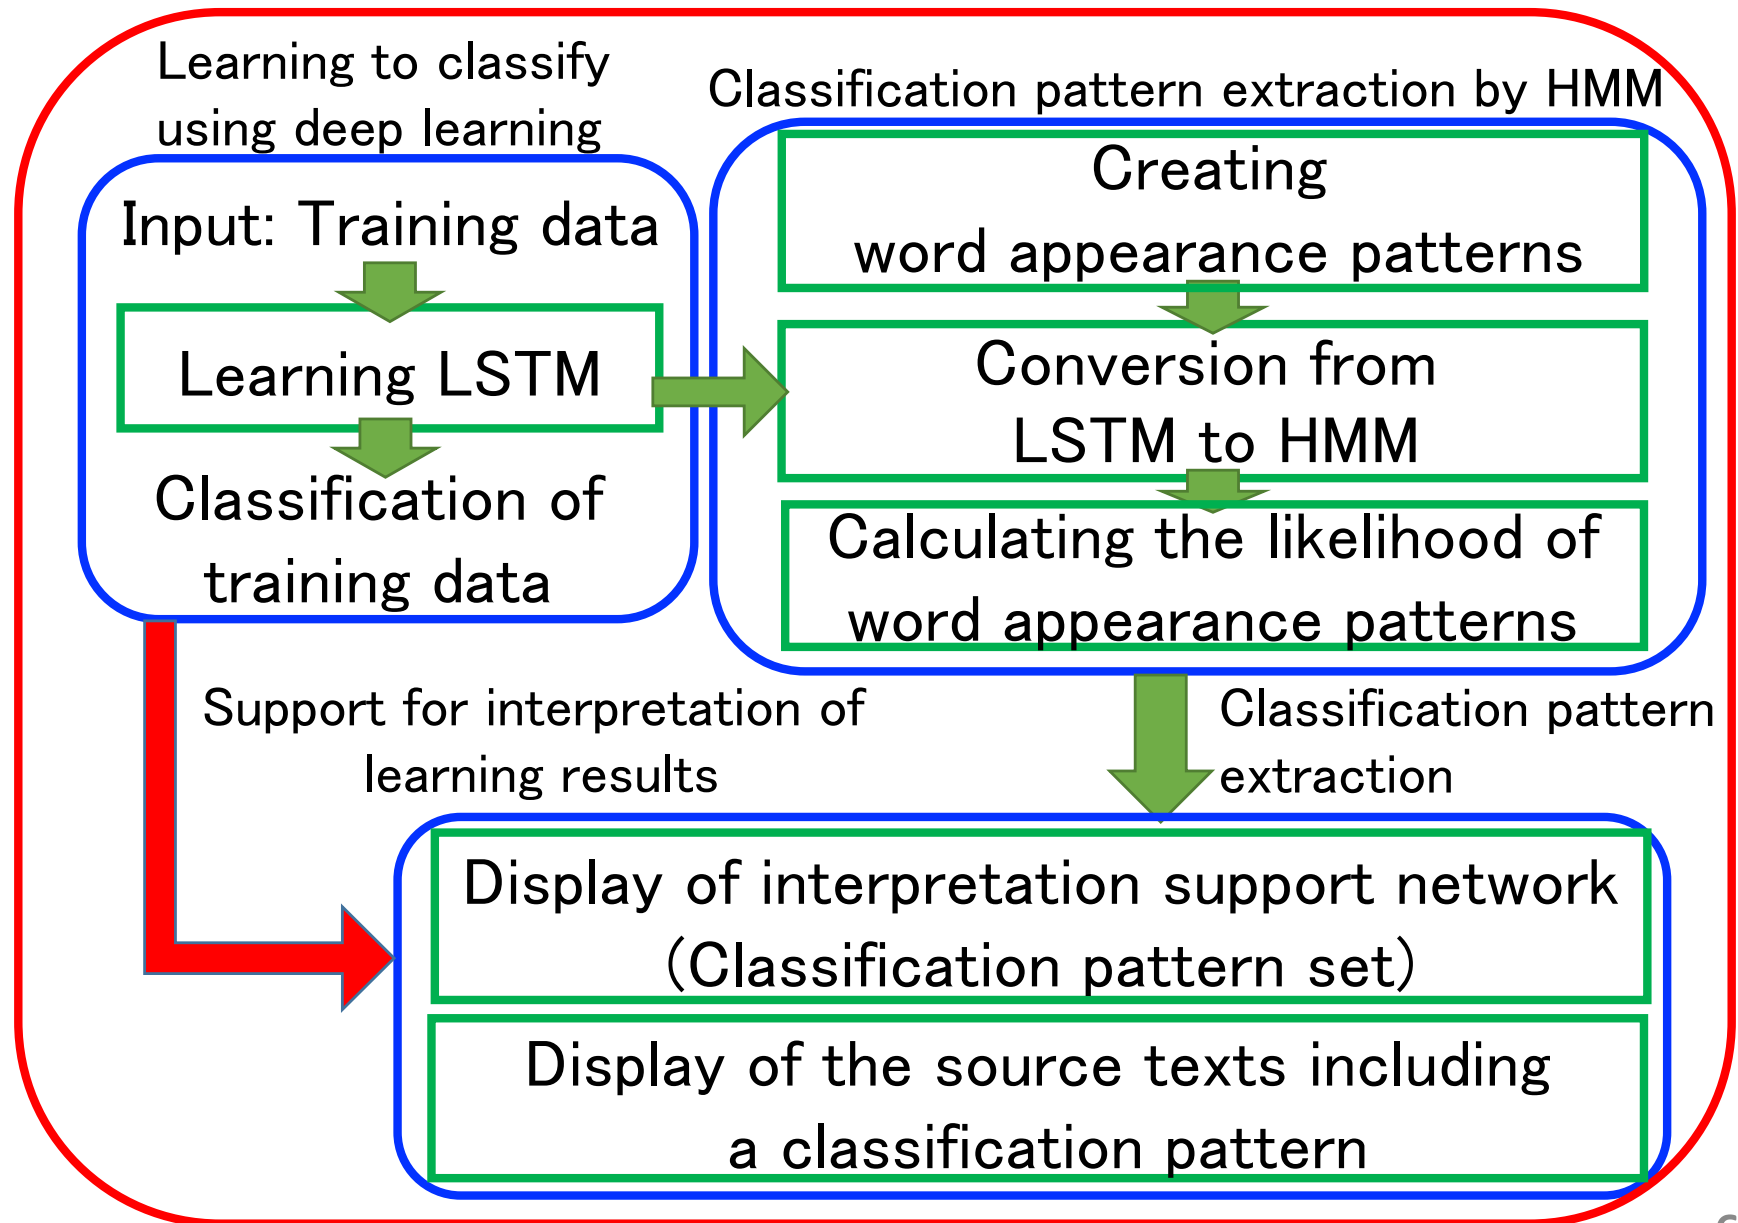 Learning to classify
using deep learning
Input: Training data
Learning LSTM
Classification of
training data
Classification pattern extraction by HMM
Creating
word appearance patterns
Conversion from
LSTM to HMM
Calculating the likelihood of
word appearance patterns
Support for interpretation of
learning results
Classification pattern
extraction
Display of interpretation support network
(Classification pattern set)
Display of the source texts including
a classification pattern